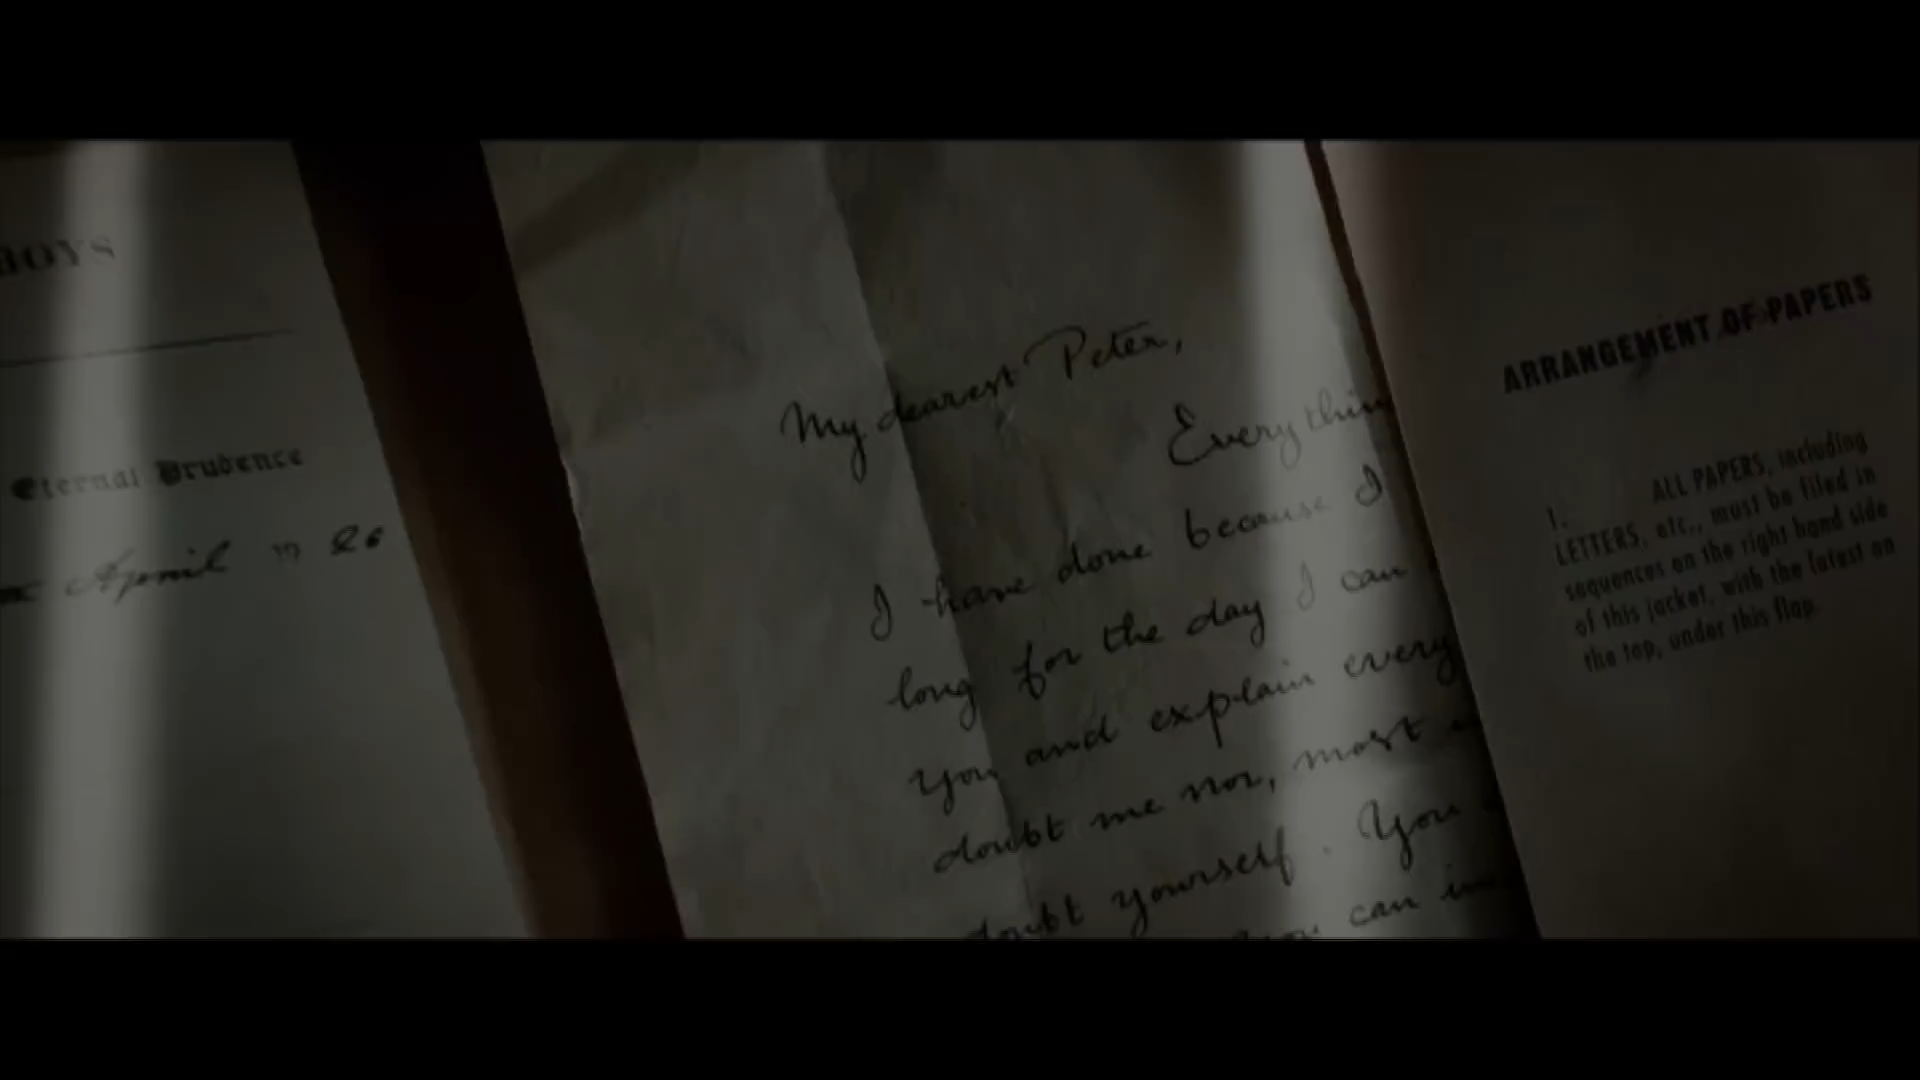 BOYS
Eternal Prudence
April 19 26
My dearest Peter,
Everythin
I have done because I
long for the day I can
you and explain every
doubt me nor, most
doubt yourself. You
you can
ARRANGEMENT OF PAPERS
1. ALL PAPERS, including
LETTERS, etc., must be filed in
sequences on the right hand side
of this jacket, with the latest on
the top, under this flap.